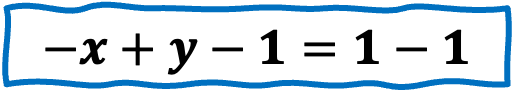 −x + y − 1 = 1 − 1